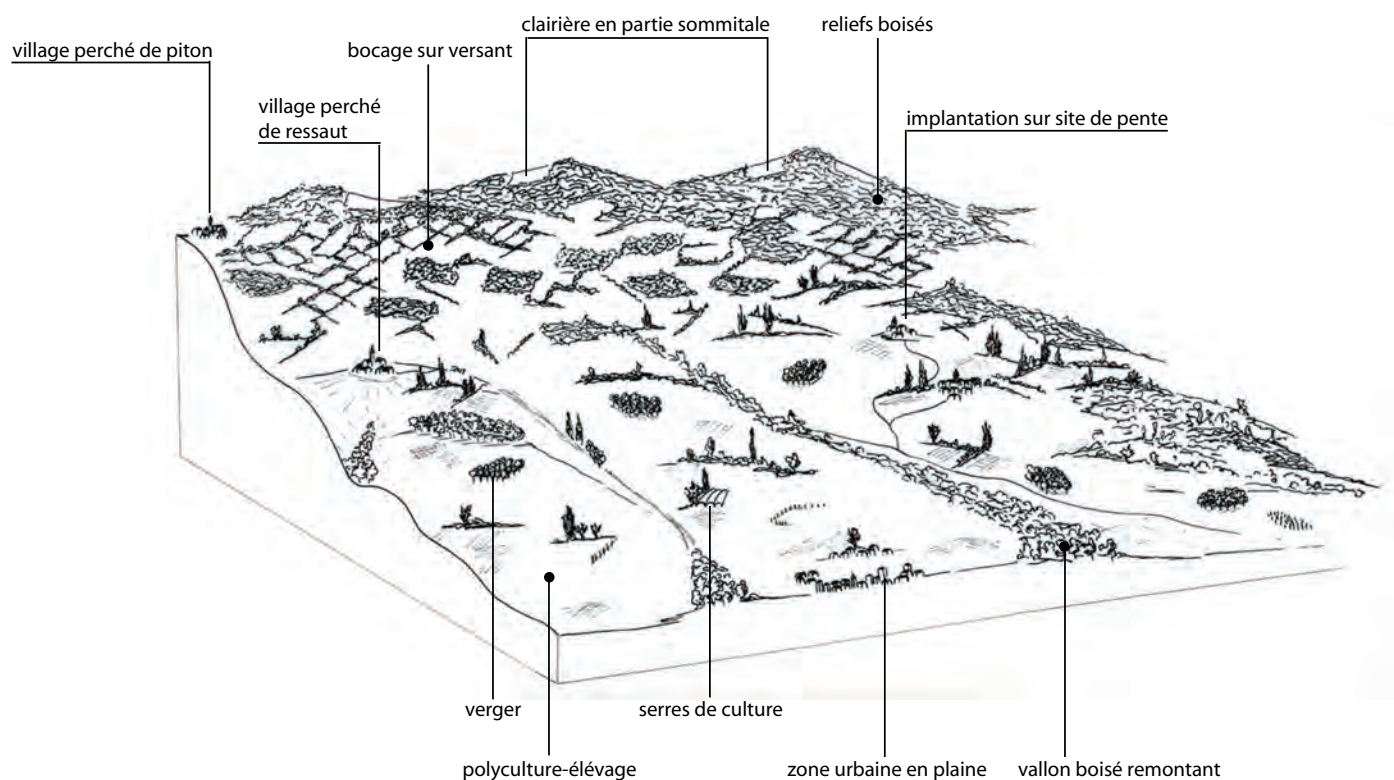 clairière en partie sommitale
reliefs boisés
village perché de piton
bocage sur versant
village perché
de ressaut
implantation sur site de pente
verger
serres de culture
polyculture-élévage
zone urbaine en plaine
vallon boisé remontant